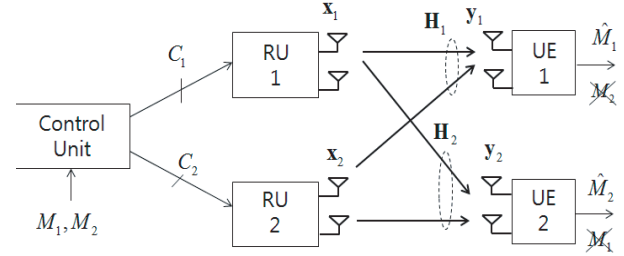 Control
Unit
M₁, M₂
C₁
C₂
RU
1
RU
2
x₁
x₂
H₁
H₂
y₁
y₂
UE
1
UE
2
M̂₁
M₂
M̂₂
M₁